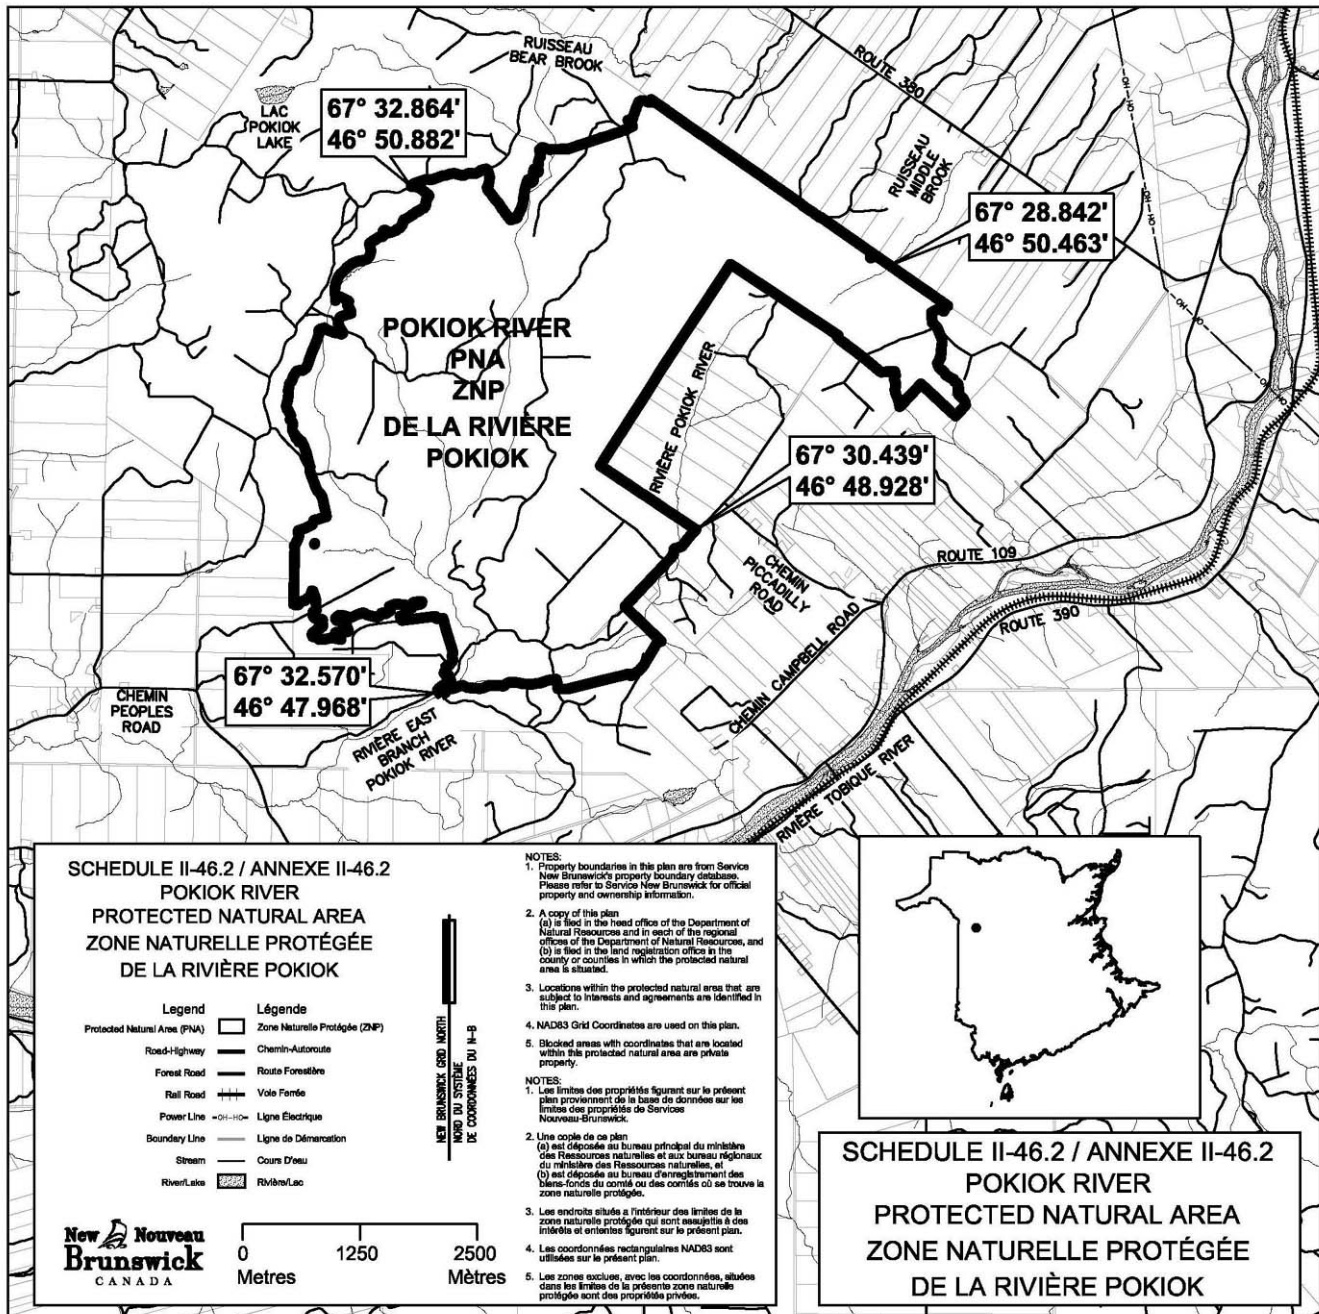 RUISSEAU
BEAR BROOK
ROUTE 380
LAC
POKIOK
LAKE
67° 32.864'
46° 50.882'
RUISSEAU
MIDDLE
BROOK
67° 28.842'
46° 50.463'
OH-HO
OH-HO
OH-HO
POKIOK RIVER
PNA
ZNP
DE LA RIVIÈRE
POKIOK
RIVIÈRE POKIOK RIVER
67° 30.439'
46° 48.928'
ROUTE 109
CHEMIN
PICCADILLY
ROAD
ROUTE 390
CHEMIN CAMPBELL ROAD
67° 32.570'
46° 47.968'
CHEMIN
PEOPLES
ROAD
RIVIÈRE EAST
BRANCH
POKIOK RIVER
RIVIÈRE TOBIQUE RIVER
SCHEDULE II-46.2 / ANNEXE II-46.2
POKIOK RIVER
PROTECTED NATURAL AREA
ZONE NATURELLE PROTÉGÉE
DE LA RIVIÈRE POKIOK
Legend Légende
Protected Natural Area (PNA) Zone Naturelle Protégée (ZNP)
Road-Highway Chemin-Autoroute
Forest Road Route Forestière
Rail Road Voie Ferrée
Power Line -OH-HO- Ligne Électrique
Boundary Line Ligne de Démarcation
Stream Cours D'eau
River/Lake Rivière/Lac
NEW BRUNSWICK GRID NORTH
NORD DU SYSTÈME
DE COORDONNÉES DU N-B
New Nouveau
Brunswick
CANADA
0 1250 2500
Metres Mètres
NOTES:
1. Property boundaries in this plan are from Service
New Brunswick's property boundary database.
Please refer to Service New Brunswick for official
property and ownership information.
2. A copy of this plan
(a) is filed in the head office of the Department of
Natural Resources and in each of the regional
offices of the Department of Natural Resources, and
(b) is filed in the land registration office in the
county or counties in which the protected natural
area is situated.
3. Locations within the protected natural area that are
subject to interests and agreements are identified in
this plan.
4. NAD83 Grid Coordinates are used on this plan.
5. Blocked areas with coordinates that are located
within this protected natural area are private
property.
NOTES:
1. Les limites des propriétés figurant sur le présent
plan proviennent de la base de données sur les
limites des propriétés de Services
Nouveau-Brunswick.
2. Une copie de ce plan
(a) est déposée au bureau principal du ministère
des Ressources naturelles et aux bureau régionaux
du ministère des Ressources naturelles, et
(b) est déposée au bureau d'enregistrement des
biens-fonds du comté ou des comtés où se trouve la
zone naturelle protégée.
3. Les endroits situés a l'intérieur des limites de la
zone naturelle protégée qui sont assujettis à des
intérêts et ententes figurent sur le présent plan.
4. Les coordonnées rectangulaires NAD83 sont
utilisées sur le présent plan.
5. Les zones exclues, avec les coordonnées, situées
dans les limites de la présente zone naturelle
protégée sont des propriétés privées.
SCHEDULE II-46.2 / ANNEXE II-46.2
POKIOK RIVER
PROTECTED NATURAL AREA
ZONE NATURELLE PROTÉGÉE
DE LA RIVIÈRE POKIOK